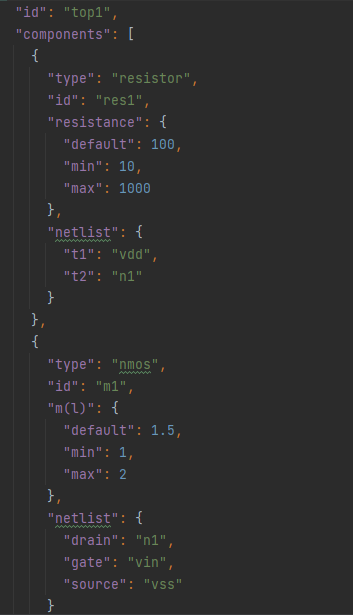 "id": "top1",
"components": [
{
"type": "resistor",
"id": "res1",
"resistance": {
"default": 100,
"min": 10,
"max": 1000
},
"netlist": {
"t1": "vdd",
"t2": "n1"
}
},
{
"type": "nmos",
"id": "m1",
"m(l)": {
"default": 1.5,
"min": 1,
"max": 2
},
"netlist": {
"drain": "n1",
"gate": "vin",
"source": "vss"
}